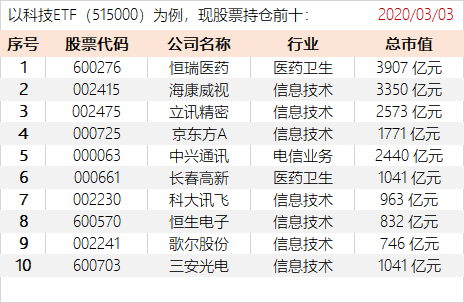 以科技ETF（515000）为例，现股票持仓前十： 2020/03/03
序号 股票代码 公司名称 行业 总市值
1 600276 恒瑞医药 医药卫生 3907 亿元
2 002415 海康威视 信息技术 3350 亿元
3 002475 立讯精密 信息技术 2573 亿元
4 000725 京东方A 信息技术 1771 亿元
5 000063 中兴通讯 电信业务 2440 亿元
6 000661 长春高新 医药卫生 1041 亿元
7 002230 科大讯飞 信息技术 963 亿元
8 600570 恒生电子 信息技术 832 亿元
9 002241 歌尔股份 信息技术 746 亿元
10 600703 三安光电 信息技术 1041 亿元